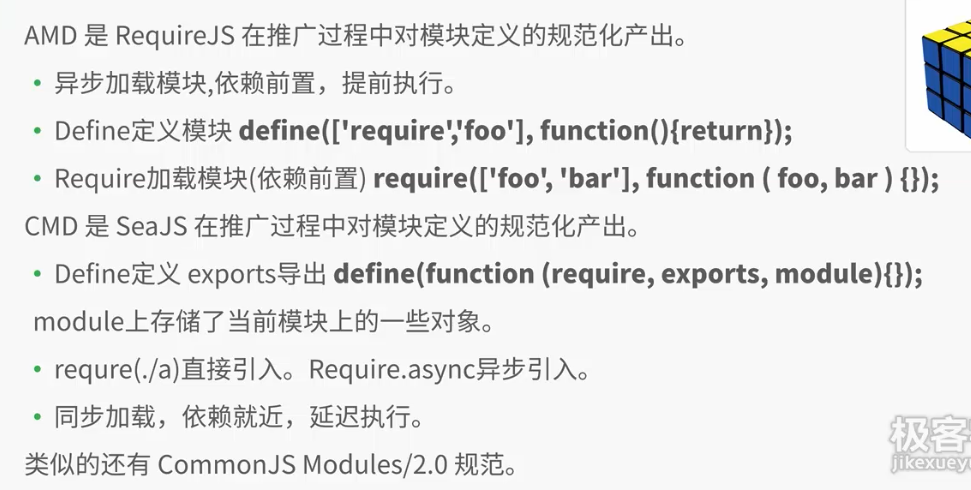 AMD 是 RequireJS 在推广过程中对模块定义的规范化产出。
• 异步加载模块,依赖前置，提前执行。
• Define定义模块 define(['require','foo'], function(){return});
• Require加载模块(依赖前置) require(['foo', 'bar'], function ( foo, bar ) {});
CMD 是 SeaJS 在推广过程中对模块定义的规范化产出。
• Define定义 exports导出 define(function (require, exports, module){});
module上存储了当前模块上的一些对象。
• requre(./a)直接引入。Require.async异步引入。
• 同步加载，依赖就近，延迟执行。
极客
jikexueyu
类似的还有 CommonJS Modules/2.0 规范。